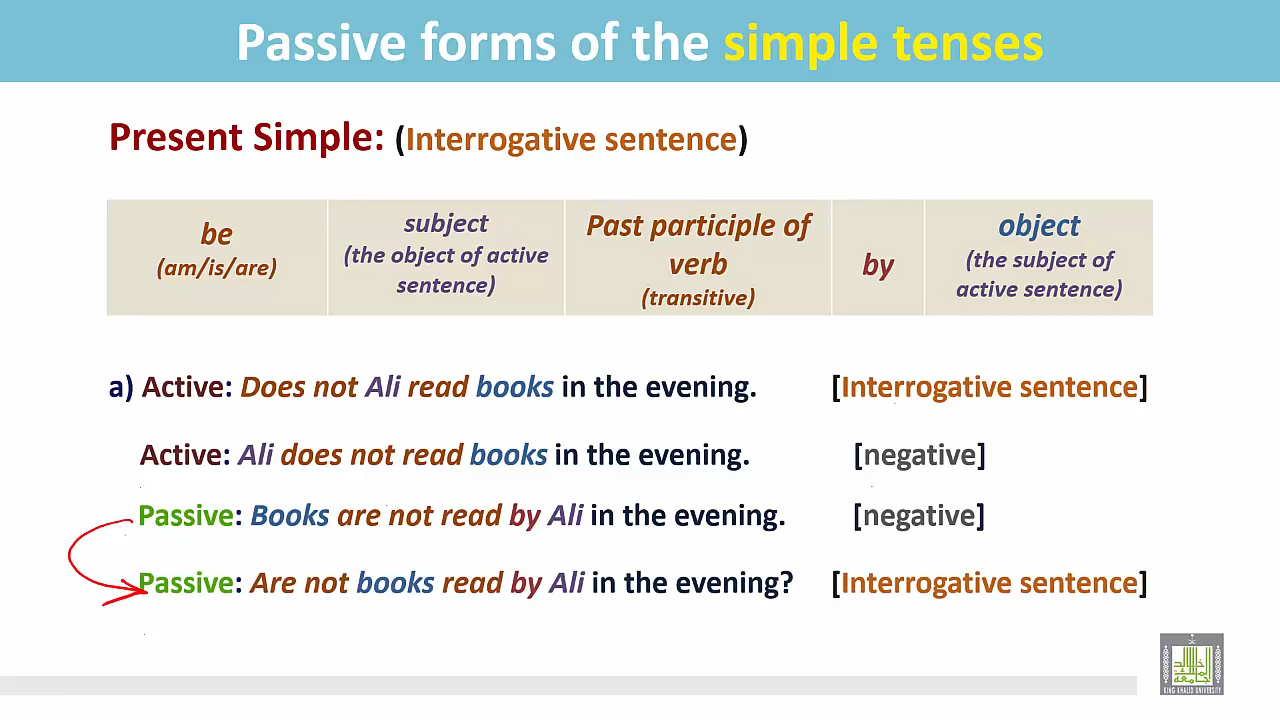 Passive forms of the simple tenses
Present Simple: (Interrogative sentence)
be
(am/is/are)
subject
(the object of active
sentence)
Past participle of
verb
(transitive)
by
object
(the subject of
active sentence)
a) Active: Does not Ali read books in the evening. [Interrogative sentence]
Active: Ali does not read books in the evening. [negative]
Passive: Books are not read by Ali in the evening. [negative]
Passive: Are not books read by Ali in the evening? [Interrogative sentence]
KING KHALID UNIVERSITY